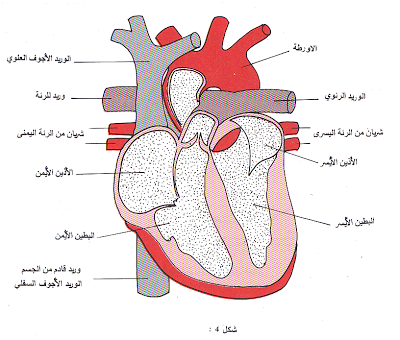 الوريد الأجوف العلوي
الاورطة
وريد للرئة
الوريد الرئوي
شريان من الرئة اليمنى
شريان من الرئة اليسرى
الأذين الأيسر
الأذين الأيمن
البطين الأيسر
البطين الأيمن
وريد قادم من الجسم
الوريد الأجوف السفلي
شكل 4 :